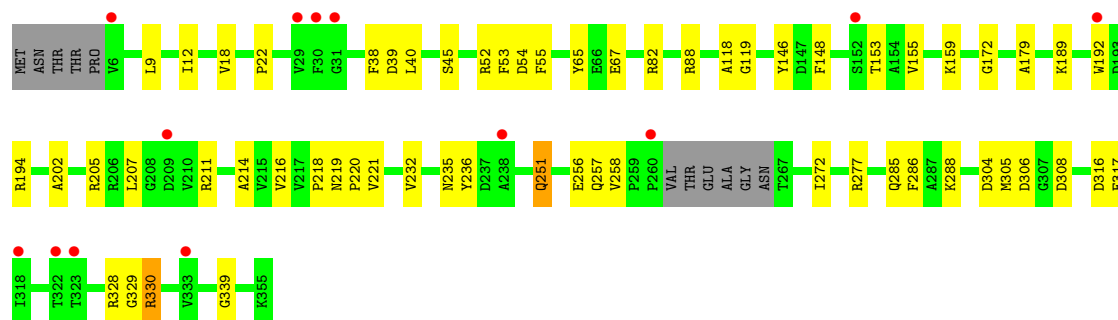 MET ASN THR THR PRO V6 L9 I12 V18 P22 V29 F30 G31 F38 D39 L40 S45 R52 F53 D54 F55 Y65 E66 E67 R82 R88 A118 G119 Y146 D147 F148 S152 T153 A154 V155 K159 G172 A179 K189 W192 D193
R194 A202 R205 R206 L207 G208 D209 V210 R211 A214 V215 V216 V217 P218 N219 P220 V221 V232 N235 Y236 D237 A238 Q251 E256 Q257 V258 P259 P260 VAL THR GLU ALA GLY ASN T267 I272 R277 Q285 F286 A287 K288 D304 M305 D306 G307 D308 D316
I318 T322 T323 R328 G329 R330 V333 G339 K355